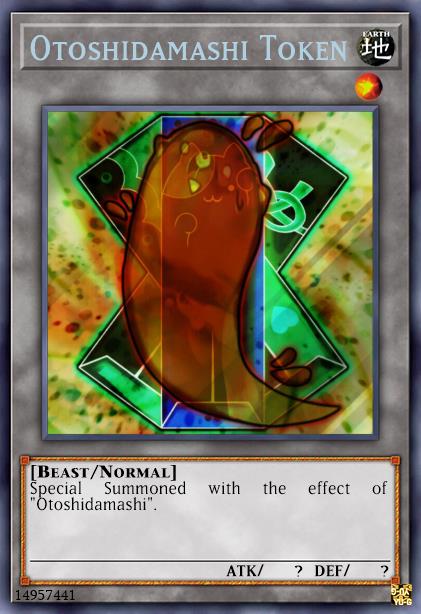 Otoshidamashi Token
EARTH
地
[Beast/Normal]
Special Summoned with the effect of
"Otoshidamashi".
ATK/ ? DEF/ ?
14957441